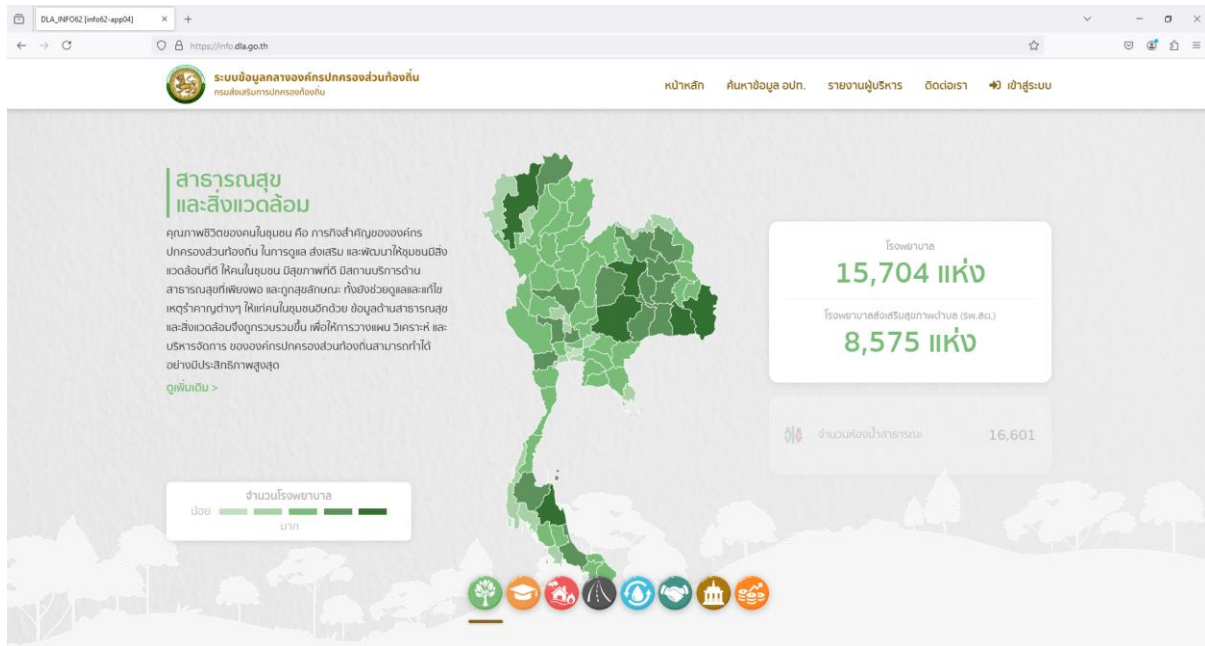 DLA_INFO62 [info62-app04]
https://info.dla.go.th
ระบบข้อมูลกลางองค์กรปกครองส่วนท้องถิ่น
กรมส่งเสริมการปกครองท้องถิ่น
หน้าหลัก ค้นหาข้อมูล อปท. รายงานผู้บริหาร ติดต่อเรา เข้าสู่ระบบ
สาธารณสุข
และสิ่งแวดล้อม
คุณภาพชีวิตของคนในชุมชน คือ ภารกิจสำคัญขององค์กร
ปกครองส่วนท้องถิ่น ในการดูแล ส่งเสริม และพัฒนาให้ชุมชนมีสิ่ง
แวดล้อมที่ดี ให้คนในชุมชน มีสุขภาพที่ดี มีสถานบริการด้าน
สาธารณสุขที่เพียงพอ และถูกสุขลักษณะ ทั้งยังช่วยดูแลและแก้ไข
เหตุรำคาญต่างๆ ให้แก่คนในชุมชนอีกด้วย ข้อมูลด้านสาธารณสุข
และสิ่งแวดล้อมจึงถูกรวบรวมขึ้น เพื่อให้การวางแผน วิเคราะห์ และ
บริหารจัดการ ขององค์กรปกครองส่วนท้องถิ่นสามารถทำได้
อย่างมีประสิทธิภาพสูงสุด
ดูเพิ่มเติม >
โรงพยาบาล
15,704 แห่ง
โรงพยาบาลส่งเสริมสุขภาพตำบล (รพ.สต.)
8,575 แห่ง
จำนวนห้องน้ำสาธารณะ 16,601
จำนวนโรงพยาบาล
น้อย
มาก